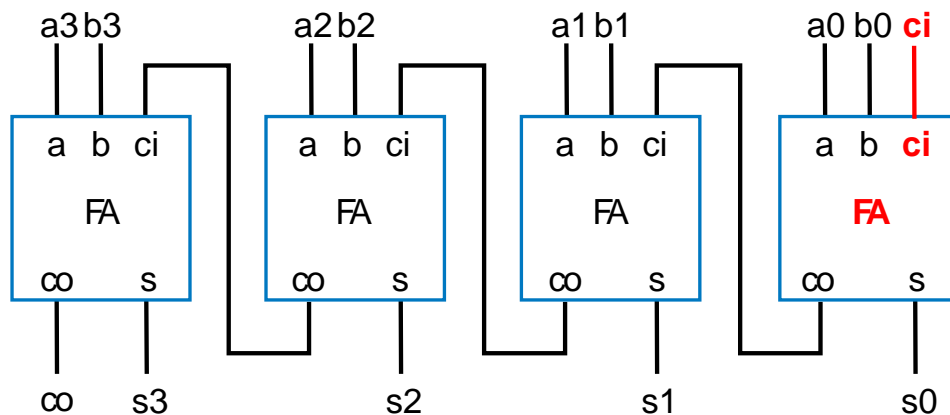 a3 b3 a2 b2 a1 b1 a0 b0 ci
a b ci a b ci a b ci a b ci
FA FA FA FA
co s co s co s co s
co s3 s2 s1 s0